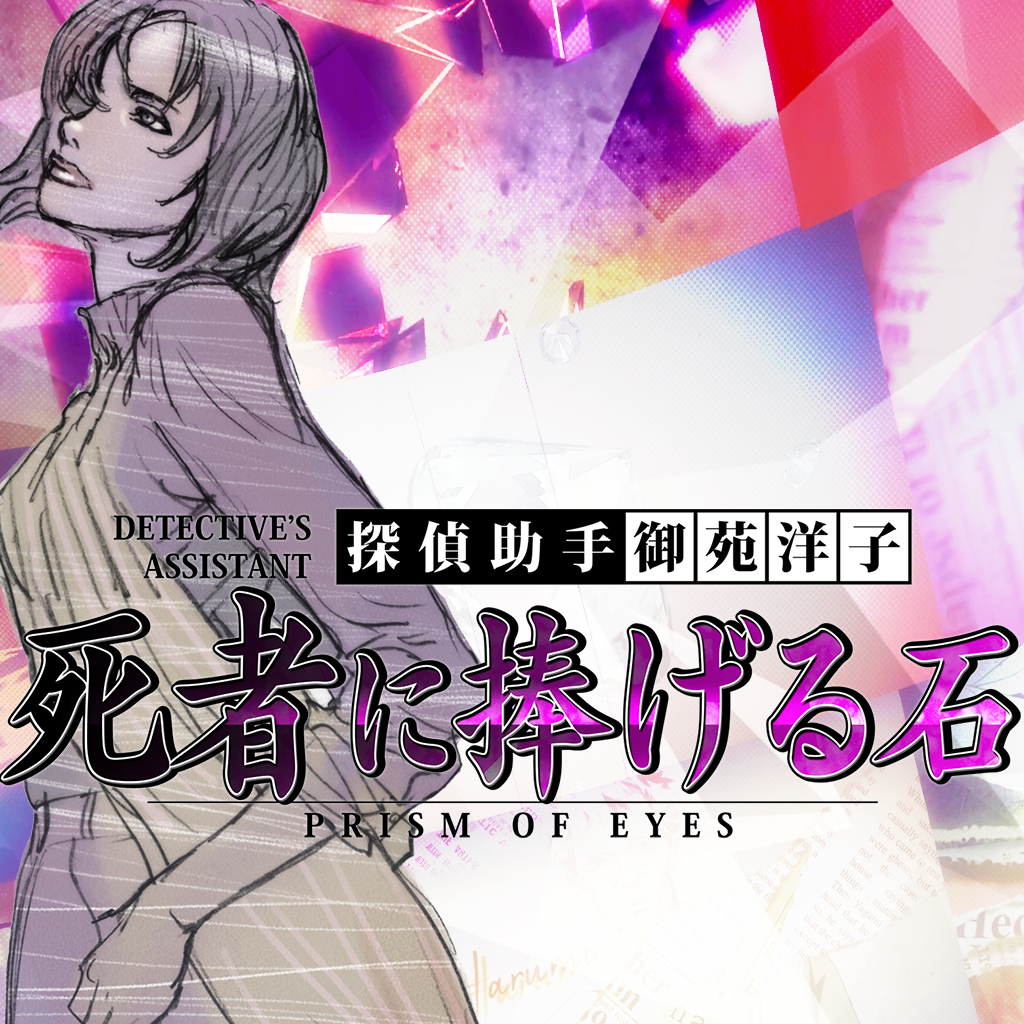 DETECTIVE'S
ASSISTANT
探偵助手御苑洋子
死者に捧げる石
PRISM OF EYES
Hanum